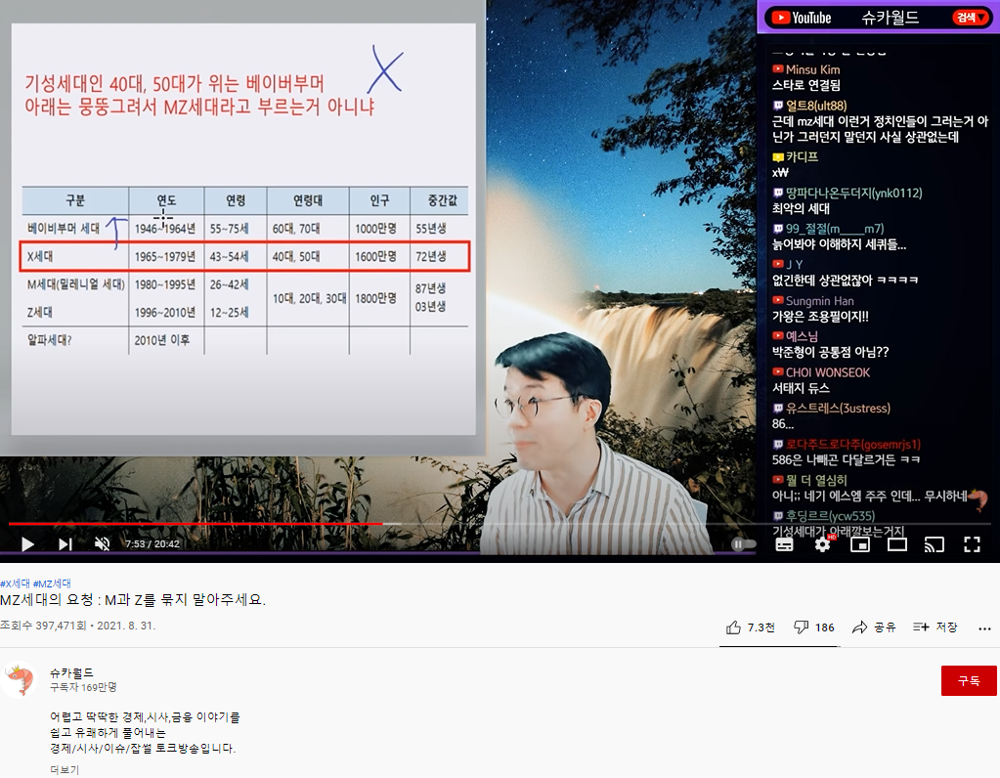 기성세대인 40대, 50대가 위는 베이버부머
아래는 뭉뚱그려서 MZ세대라고 부르는거 아니냐
X
구분 연도 연령 연령대 인구 중간값
베이비부머 세대 1946~1964년 55~75세 60대, 70대 1000만명 55년생
X세대 1965~1979년 43~54세 40대, 50대 1600만명 72년생
M세대(밀레니얼 세대) 1980~1995년 26~42세 10대, 20대, 30대 1800만명 87년생
Z세대 1996~2010년 12~25세 03년생
알파세대? 2010년 이후
YouTube 슈카월드 검색▼
Minsu Kim
스타로 연결됨
얼트8(ult88)
근데 mz세대 이런거 정치인들이 그러는거 아
닌가 그러던지 말던지 사실 상관없는데
카디프
x₩
땅파다나온두더지(ynk0112)
최악의 세대
99_절절(m____m7)
늙어봐야 이해하지 세퀴들...
J Y
없긴한데 상관없잖아 ㅋㅋㅋㅋ
Sungmin Han
가왕은 조용필이지!!
예스님
박준형이 공통점 아님??
CHOI WONSEOK
서태지 듀스
유스트레스(3ustress)
86...
로다주드로다주(gosemrjs1)
586은 나빼곤 다달르거든 ㅋㅋ
뭘 더 열심히
아니;; 네기 에스엠 주주 인데... 무시하네
후딩르르(ycw535)
기성세대가 아래깔보는거지
7:53 / 20:42
HD
#X세대 #MZ세대
MZ세대의 요청 : M과 Z를 묶지 말아주세요.
조회수 397,471회 • 2021. 8. 31.
7.3천 186 공유 저장 ...
슈카월드
구독자 169만명
구독
어렵고 딱딱한 경제,시사,금융 이야기를
쉽고 유쾌하게 풀어내는
경제/시사/이슈/잡썰 토크방송입니다.
더보기